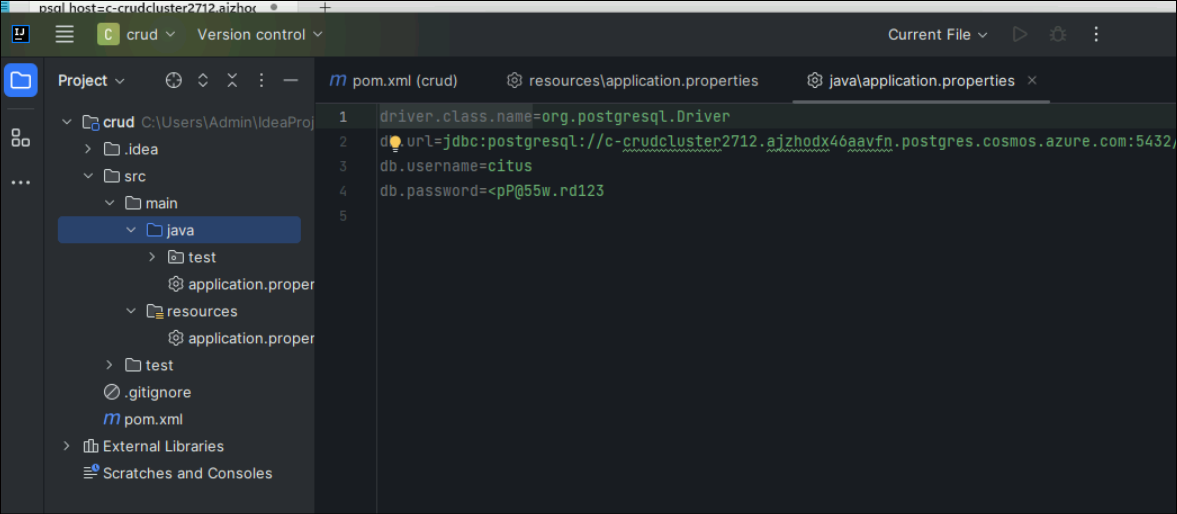 psql host=c-crudcluster2712.ajzhod
IJ
C crud
Version control
Current File
Project
m pom.xml (crud)
resources\application.properties
java\application.properties
crud C:\Users\Admin\IdeaProj
.idea
src
main
java
test
application.proper
resources
application.proper
test
.gitignore
m pom.xml
External Libraries
Scratches and Consoles
1 driver.class.name=org.postgresql.Driver
2 d .url=jdbc:postgresql://c-crudcluster2712.ajzhodx46aavfn.postgres.cosmos.azure.com:5432/
3 db.username=citus
4 db.password=<pP@55w.rd123
5